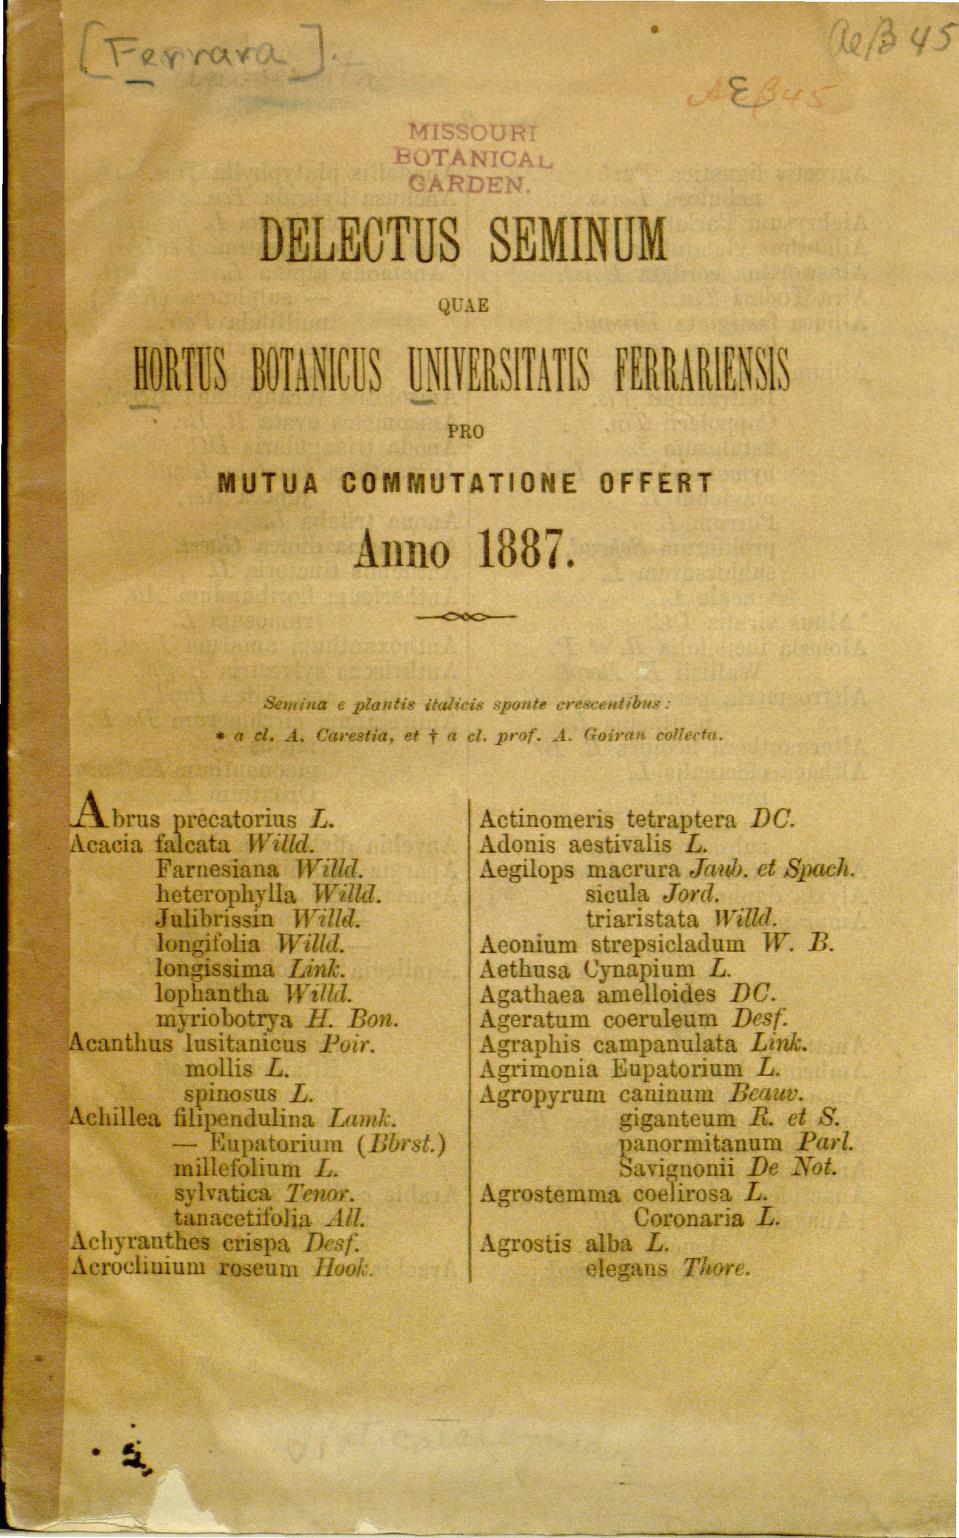 [Ferrara].
AEB 45
AEB 45
MISSOURI
BOTANICAL
GARDEN.
DELECTUS SEMINUM
QUAE
HORTUS BOTANICUS UNIVERSITATIS FERRARIENSIS
PRO
MUTUA COMMUTATIONE OFFERT
Anno 1887.
Semina e plantis italicis sponte crescentibus:
* a cl. A. Carestia, et † a cl. prof. A. Goiran collecta.
Abrus precatorius L.
Acacia falcata Willd.
Farnesiana Willd.
heterophylla Willd.
Julibrissin Willd.
longifolia Willd.
longissima Link.
lophantha Willd.
myriobotrya H. Bon.
Acanthus lusitanicus Poir.
mollis L.
spinosus L.
Achillea filipendulina Lamk.
— Eupatorium (Bbrst.)
millefolium L.
sylvatica Tenor.
tanacetifolia All.
Achyranthes crispa Desf.
Acroclinium roseum Hook.
Actinomeris tetraptera DC.
Adonis aestivalis L.
Aegilops macrura Jaub. et Spach.
sicula Jord.
triaristata Willd.
Aeonium strepsicladum W. B.
Aethusa Cynapium L.
Agathaea amelloides DC.
Ageratum coeruleum Desf.
Agraphis campanulata Link.
Agrimonia Eupatorium L.
Agropyrum caninum Beauv.
giganteum R. et S.
panormitanum Parl.
Savignonii De Not.
Agrostemma coelirosa L.
Coronaria L.
Agrostis alba L.
elegans Thore.